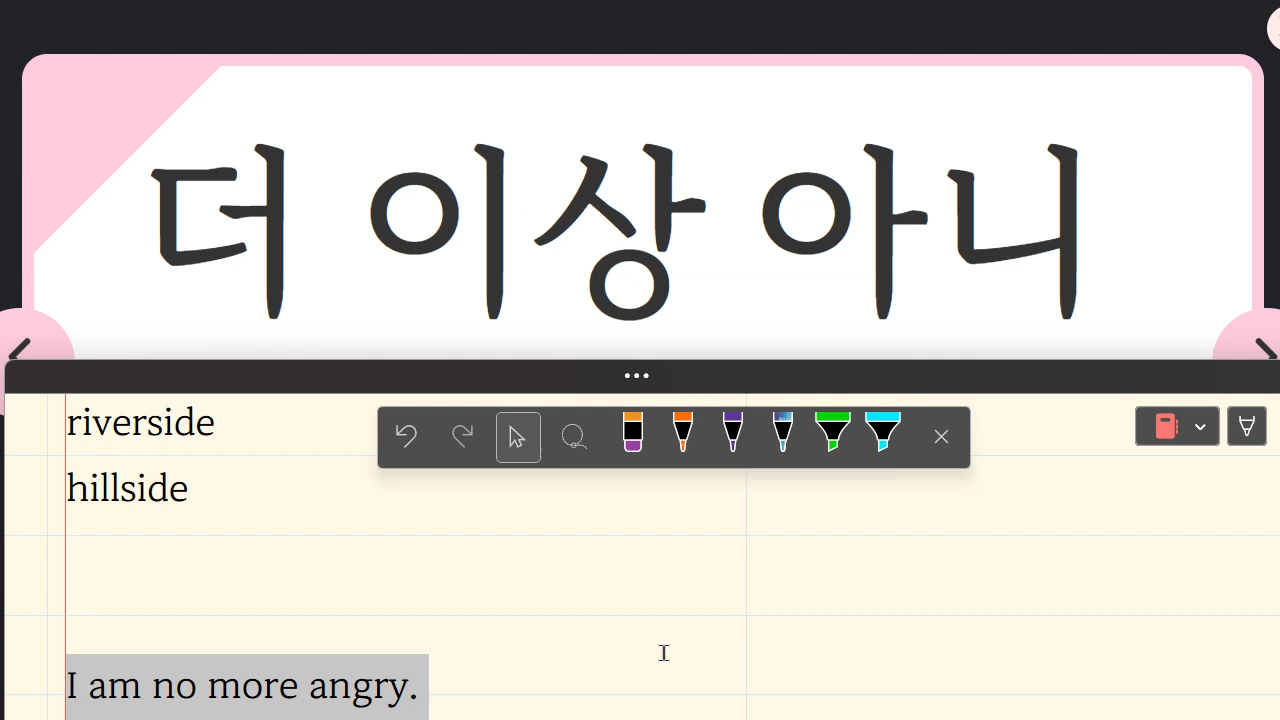 더 이상 아니
riverside
hillside
I am no more angry.